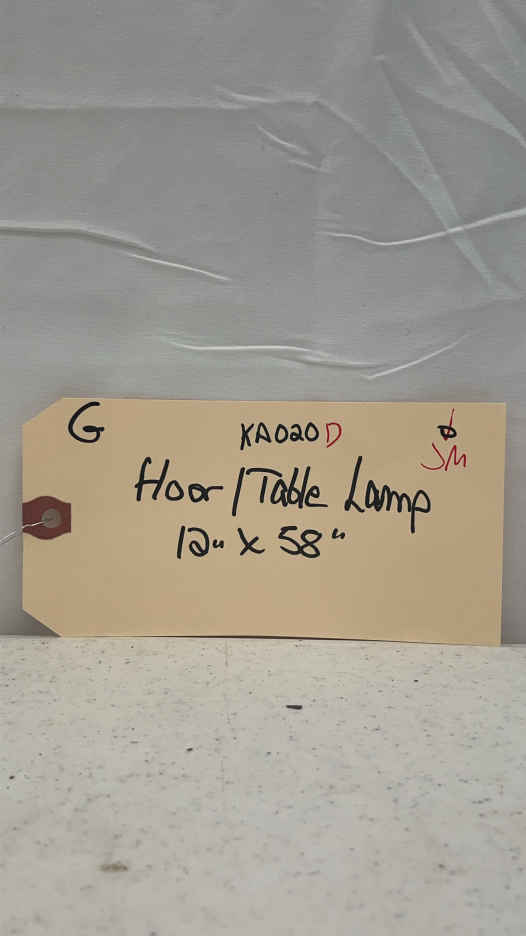 G
KA020D
JM
Floor/Table Lamp
12" X 58"